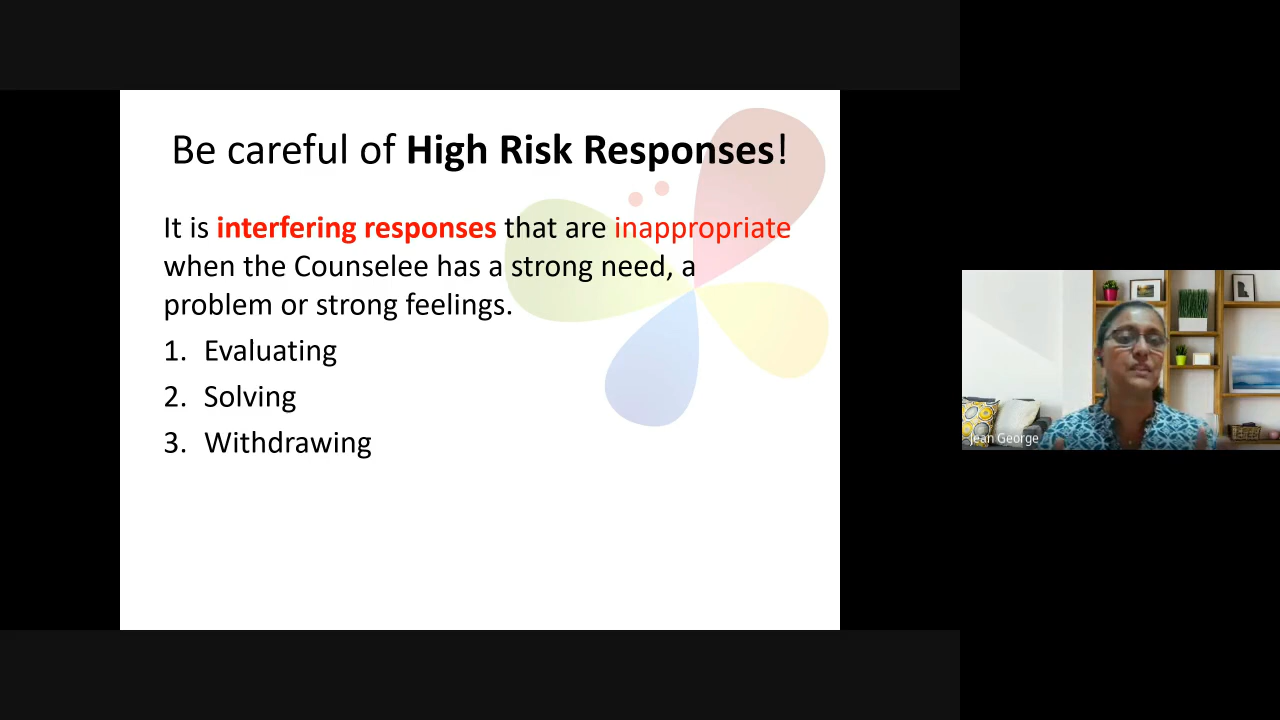 Be careful of High Risk Responses!
It is interfering responses that are inappropriate
when the Counselee has a strong need, a
problem or strong feelings.
1. Evaluating
2. Solving
3. Withdrawing
Jean George